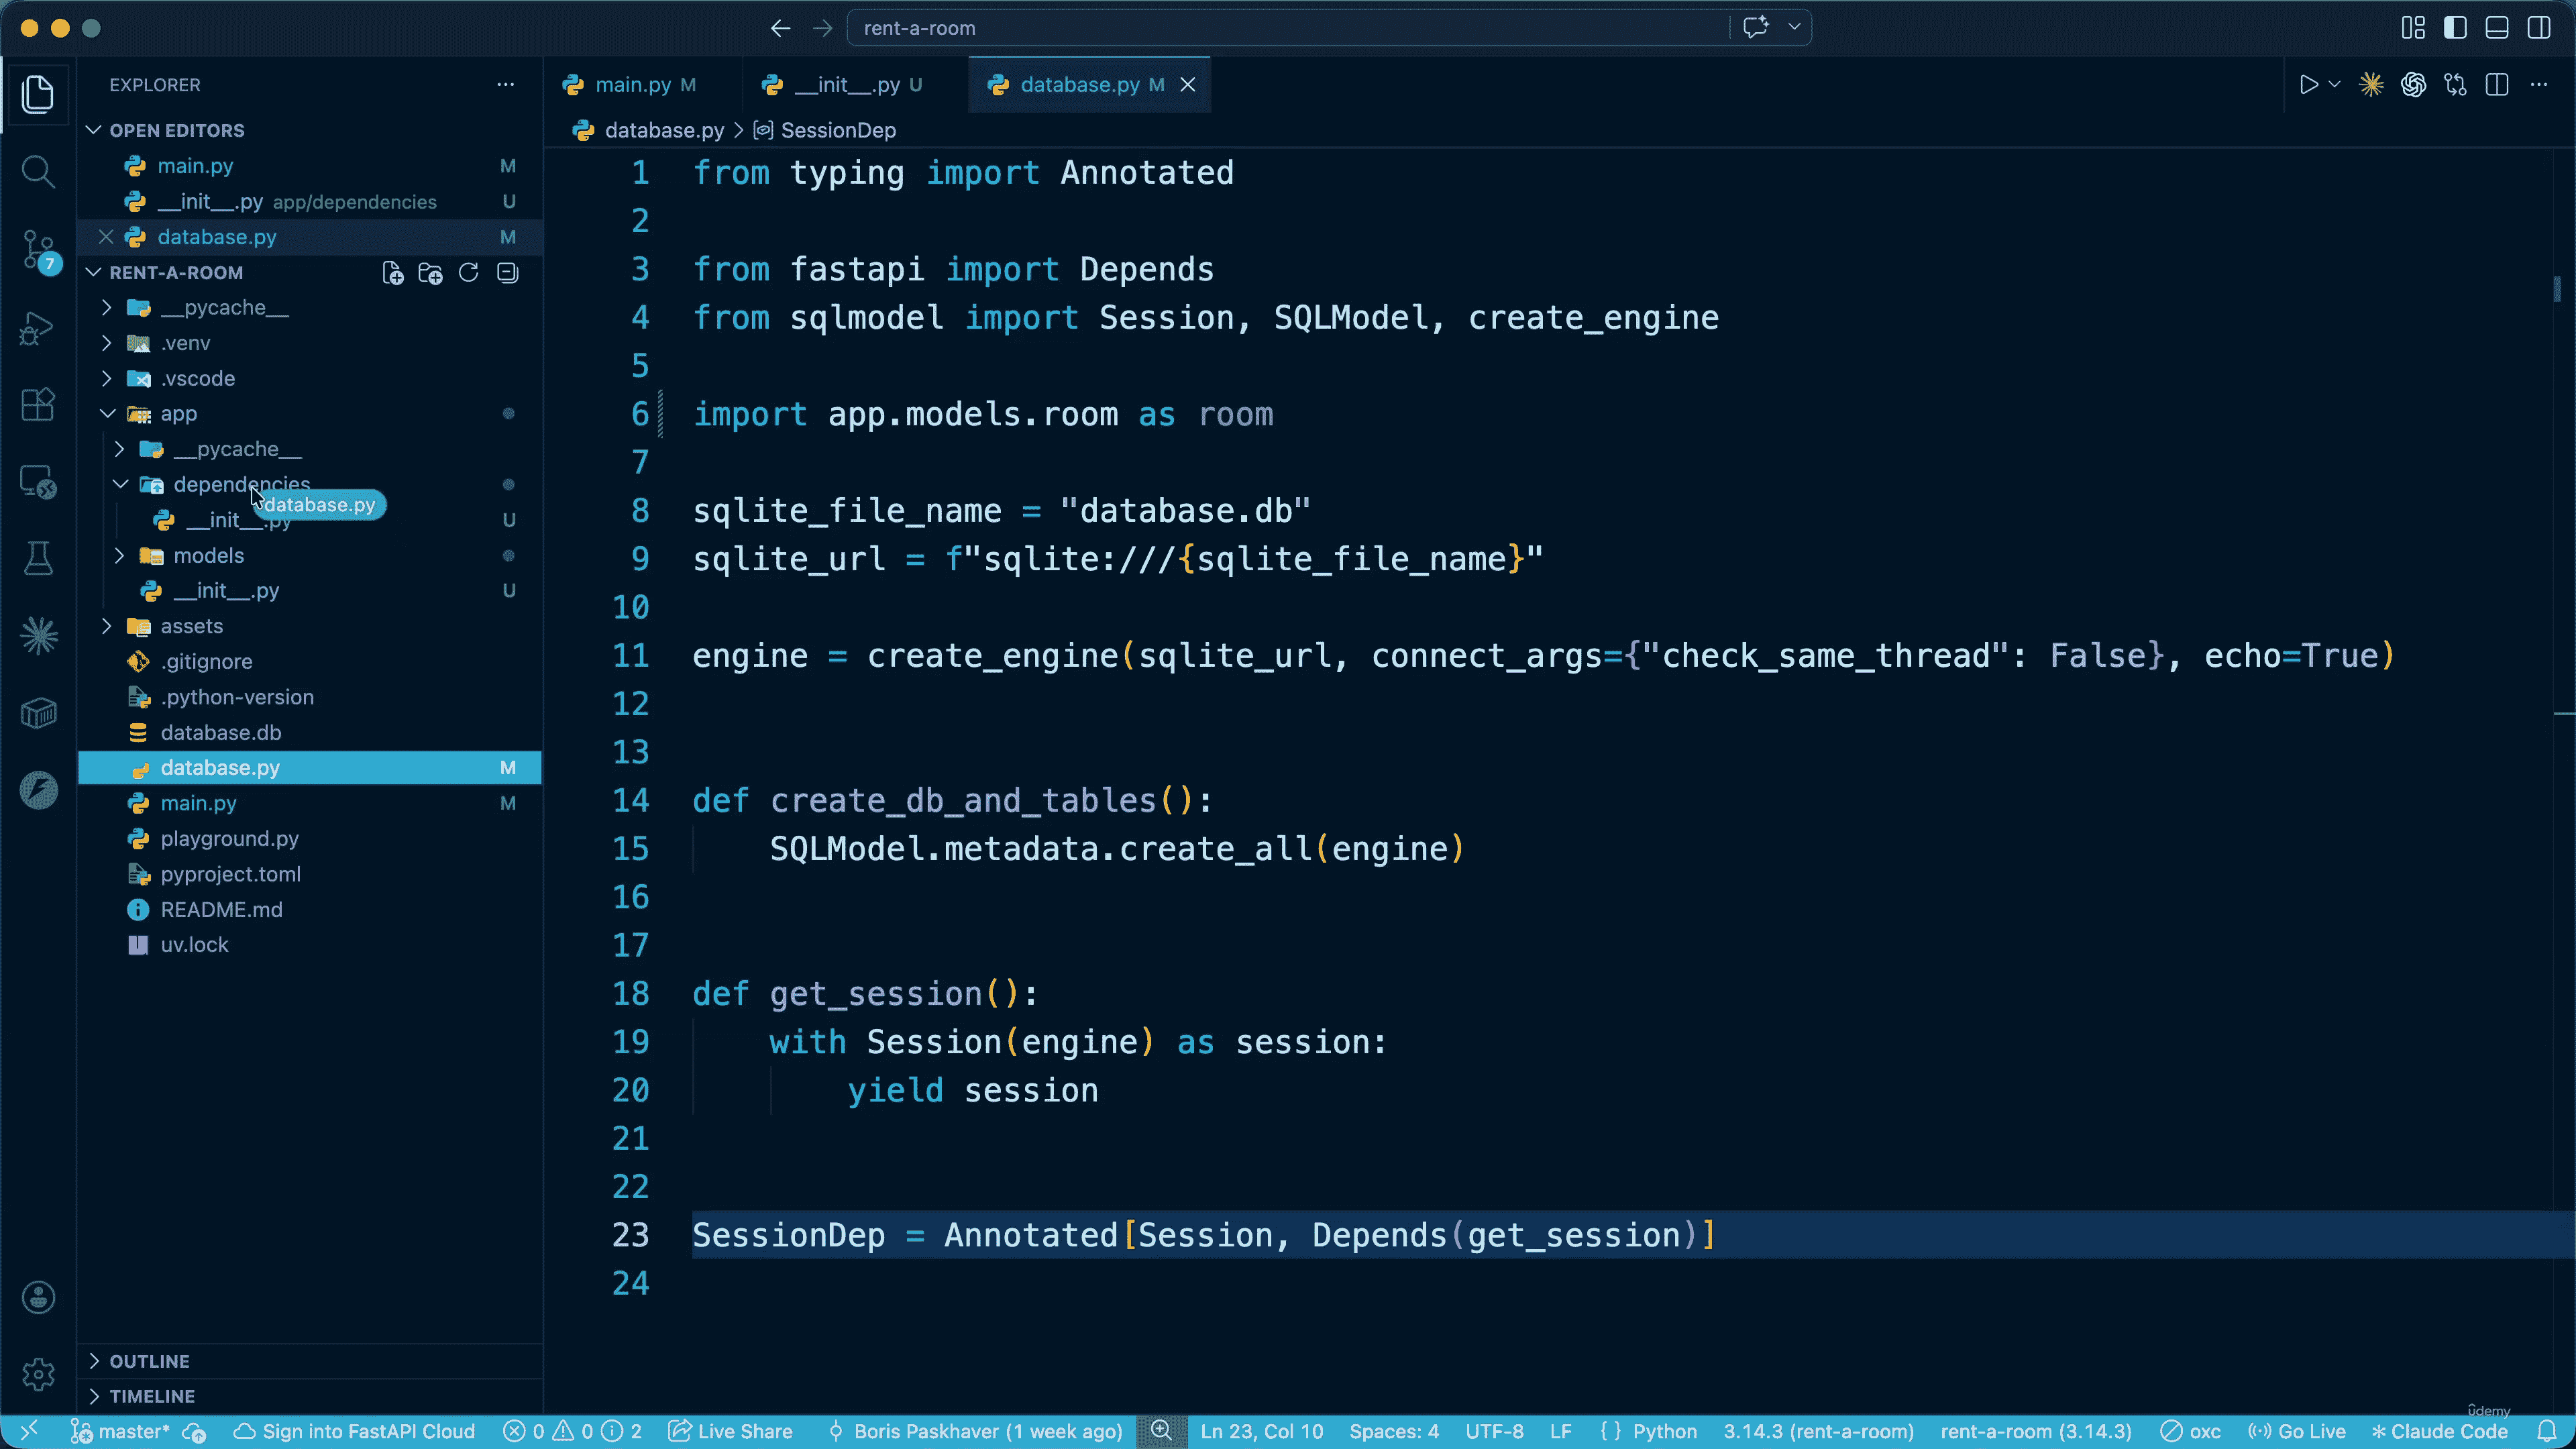 rent-a-room
EXPLORER
OPEN EDITORS
main.py M
__init__.py app/dependencies U
database.py M
RENT-A-ROOM
__pycache__
.venv
.vscode
app
__pycache__
dependencies
database.py
__init__.py U
models
__init__.py U
assets
.gitignore
.python-version
database.db
database.py M
main.py M
playground.py
pyproject.toml
README.md
uv.lock
OUTLINE
TIMELINE
7
main.py M
__init__.py U
database.py M
database.py > SessionDep
1 from typing import Annotated
2
3 from fastapi import Depends
4 from sqlmodel import Session, SQLModel, create_engine
5
6 import app.models.room as room
7
8 sqlite_file_name = "database.db"
9 sqlite_url = f"sqlite:///{sqlite_file_name}"
10
11 engine = create_engine(sqlite_url, connect_args={"check_same_thread": False}, echo=True)
12
13
14 def create_db_and_tables():
15 SQLModel.metadata.create_all(engine)
16
17
18 def get_session():
19 with Session(engine) as session:
20 yield session
21
22
23 SessionDep = Annotated[Session, Depends(get_session)]
24
udemy
master* Sign into FastAPI Cloud 0 0 2 Live Share Boris Paskhaver (1 week ago) Ln 23, Col 10 Spaces: 4 UTF-8 LF { } Python 3.14.3 (rent-a-room) rent-a-room (3.14.3) oxc Go Live Claude Code